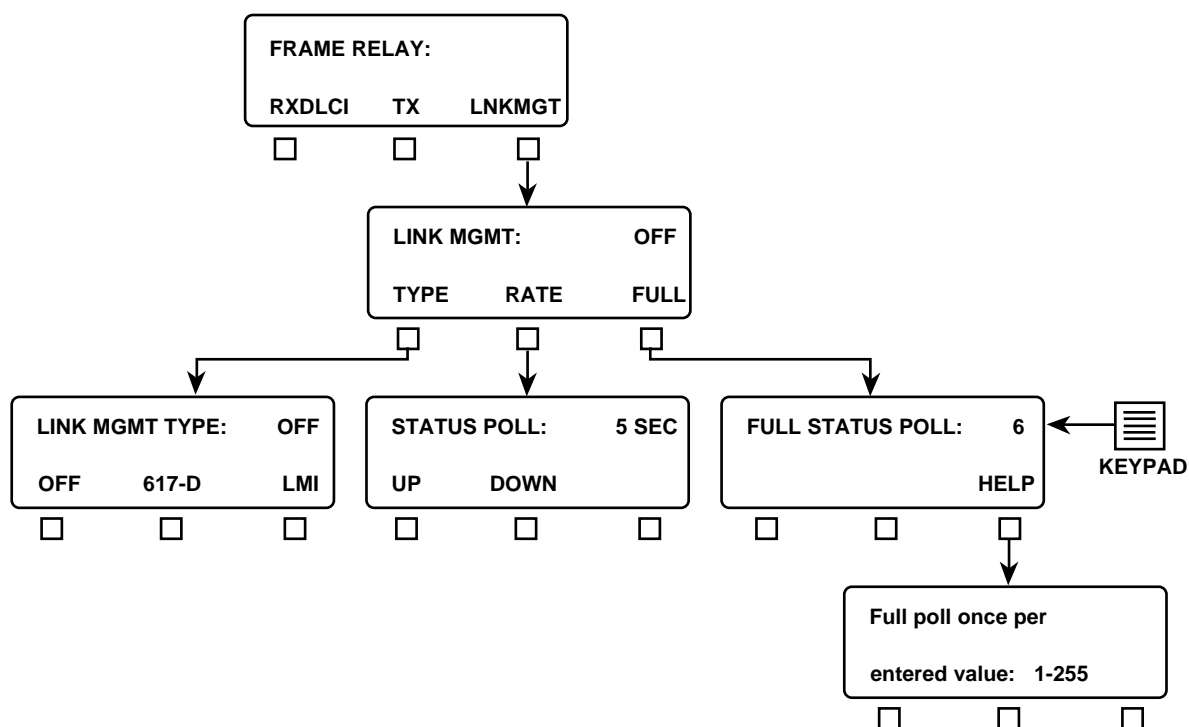 FRAME RELAY:
RXDLCI TX LNKMGT
LINK MGMT: OFF
TYPE RATE FULL
LINK MGMT TYPE: OFF
OFF 617-D LMI
STATUS POLL: 5 SEC
UP DOWN
FULL STATUS POLL: 6
HELP
KEYPAD
Full poll once per
entered value: 1-255